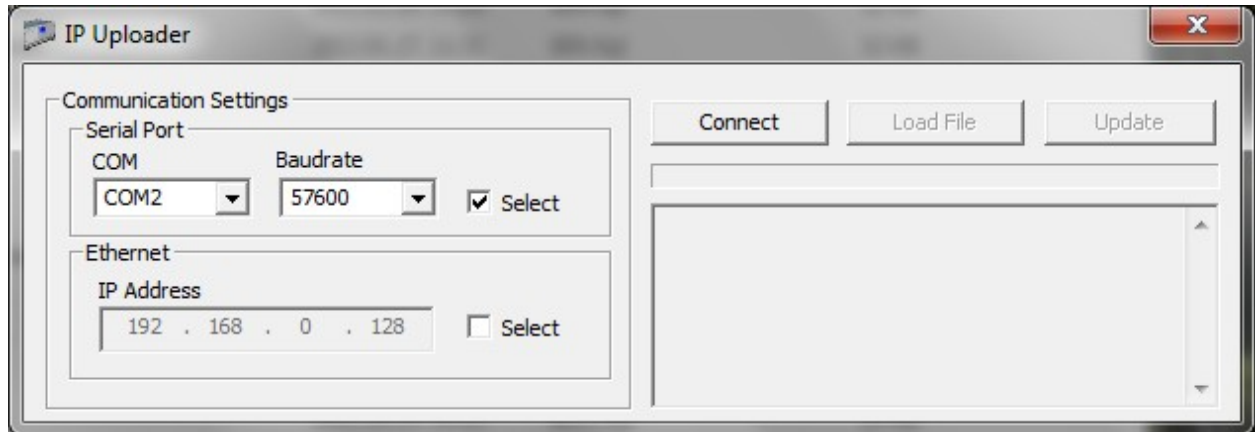 IP Uploader
Communication Settings
Serial Port
COM Baudrate
COM2 57600 Select
Ethernet
IP Address
192 . 168 . 0 . 128 Select
Connect Load File Update